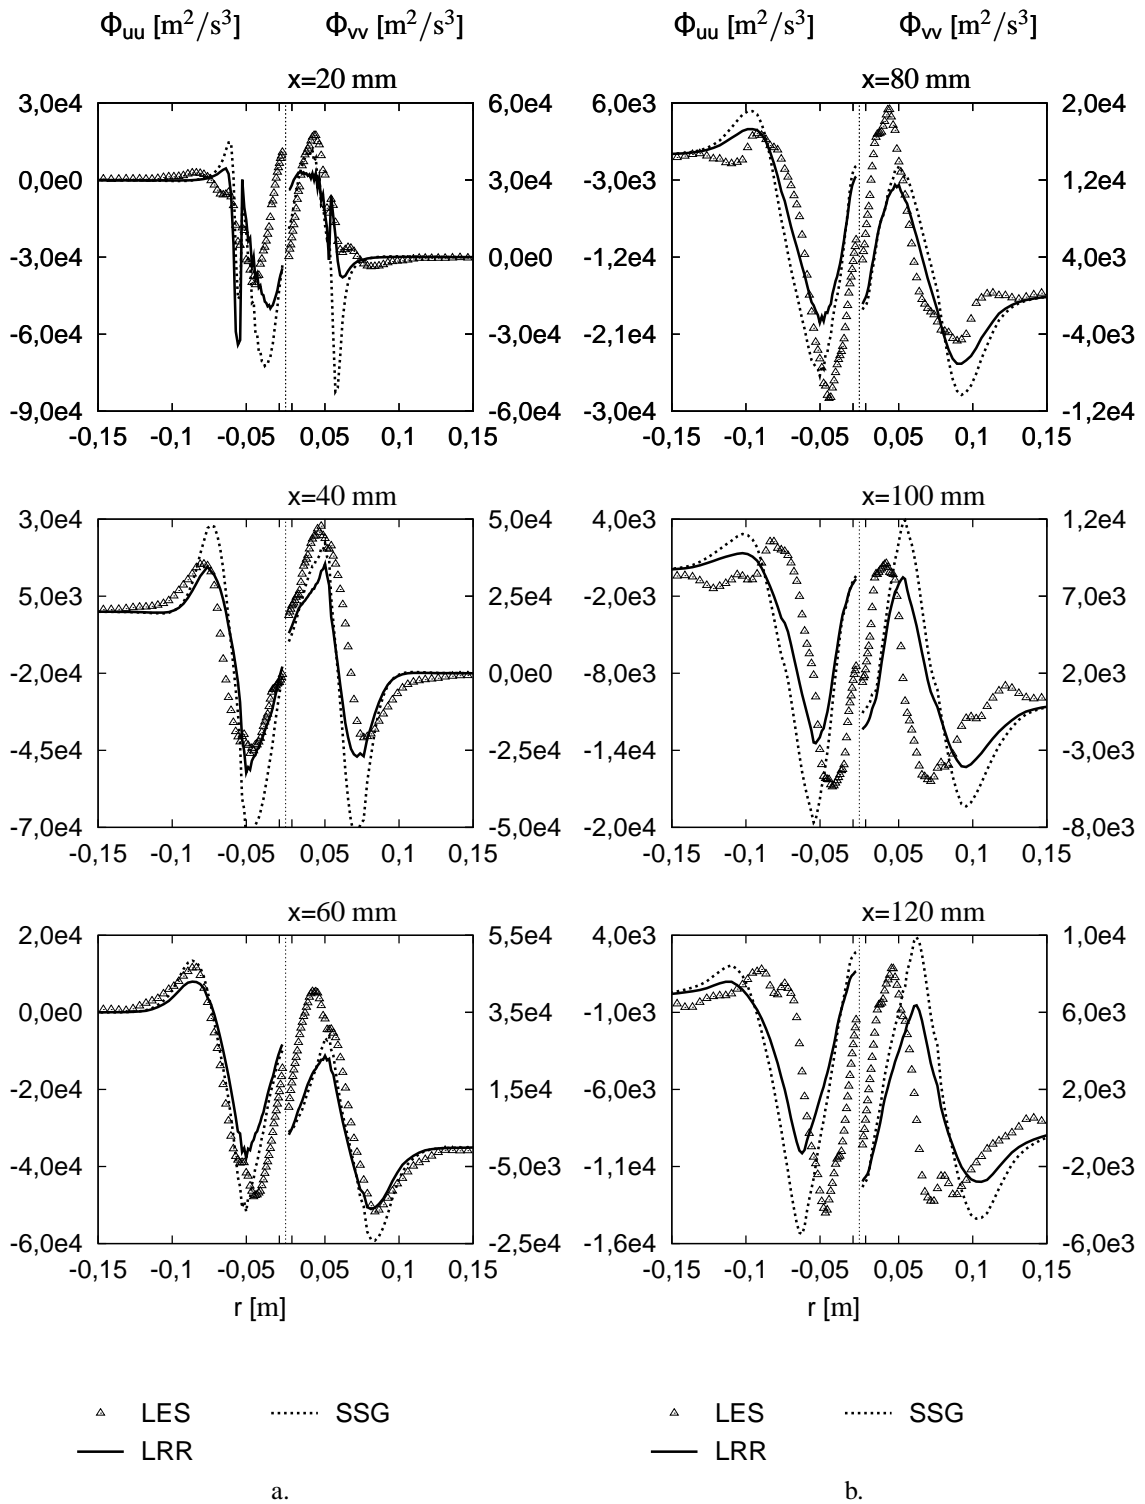 Φuu [m²/s³] Φvv [m²/s³] Φuu [m²/s³] Φvv [m²/s³]
x=20 mm
3,0e4
0,0e0
-3,0e4
-6,0e4
-9,0e4
6,0e4
3,0e4
0,0e0
-3,0e4
-6,0e4
-0,15 -0,1 -0,05 0,05 0,1 0,15
x=80 mm
6,0e3
-3,0e3
-1,2e4
-2,1e4
-3,0e4
2,0e4
1,2e4
4,0e3
-4,0e3
-1,2e4
-0,15 -0,1 -0,05 0,05 0,1 0,15
x=40 mm
3,0e4
5,0e3
-2,0e4
-4,5e4
-7,0e4
5,0e4
2,5e4
0,0e0
-2,5e4
-5,0e4
-0,15 -0,1 -0,05 0,05 0,1 0,15
x=100 mm
4,0e3
-2,0e3
-8,0e3
-1,4e4
-2,0e4
1,2e4
7,0e3
2,0e3
-3,0e3
-8,0e3
-0,15 -0,1 -0,05 0,05 0,1 0,15
x=60 mm
2,0e4
0,0e0
-2,0e4
-4,0e4
-6,0e4
5,5e4
3,5e4
1,5e4
-5,0e3
-2,5e4
-0,15 -0,1 -0,05 0,05 0,1 0,15
r [m]
x=120 mm
4,0e3
-1,0e3
-6,0e3
-1,1e4
-1,6e4
1,0e4
6,0e3
2,0e3
-2,0e3
-6,0e3
-0,15 -0,1 -0,05 0,05 0,1 0,15
r [m]
LES SSG
LRR
a.
LES SSG
LRR
b.